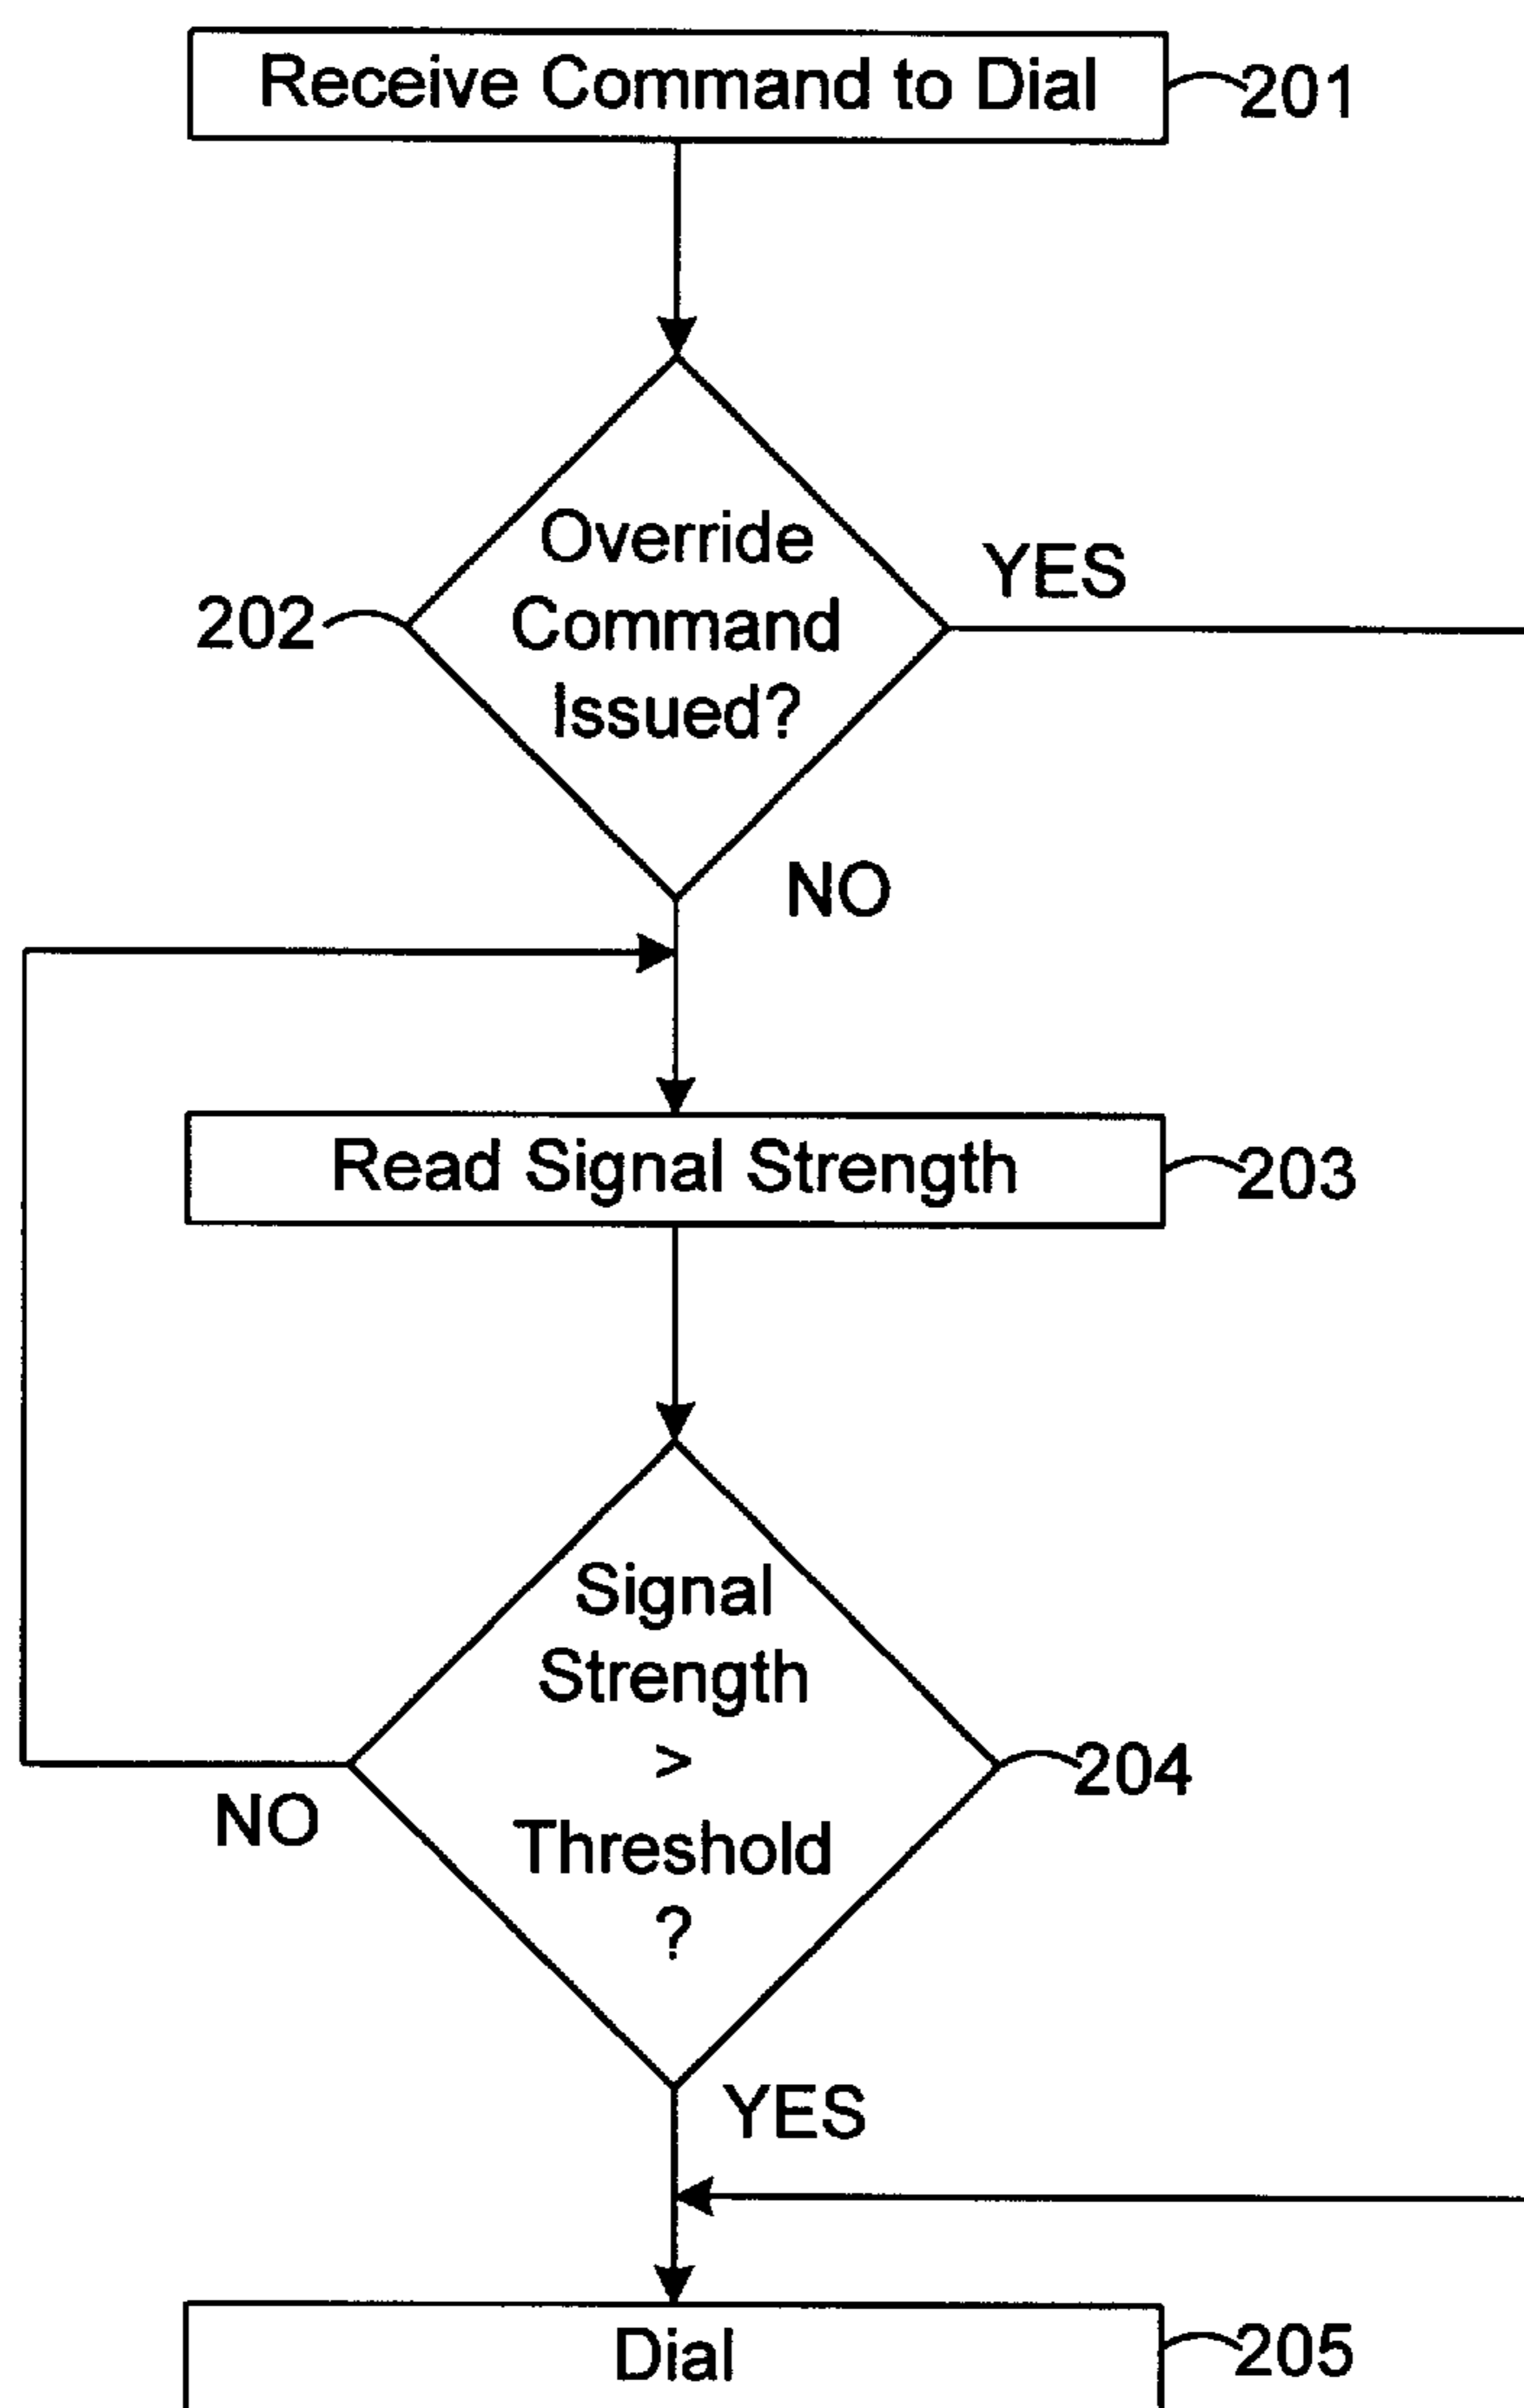 Receive Command to Dial
201
Override
Command
Issued?
YES
202
NO
Read Signal Strength
203
Signal
Strength
>
Threshold
?
204
NO
YES
Dial
205